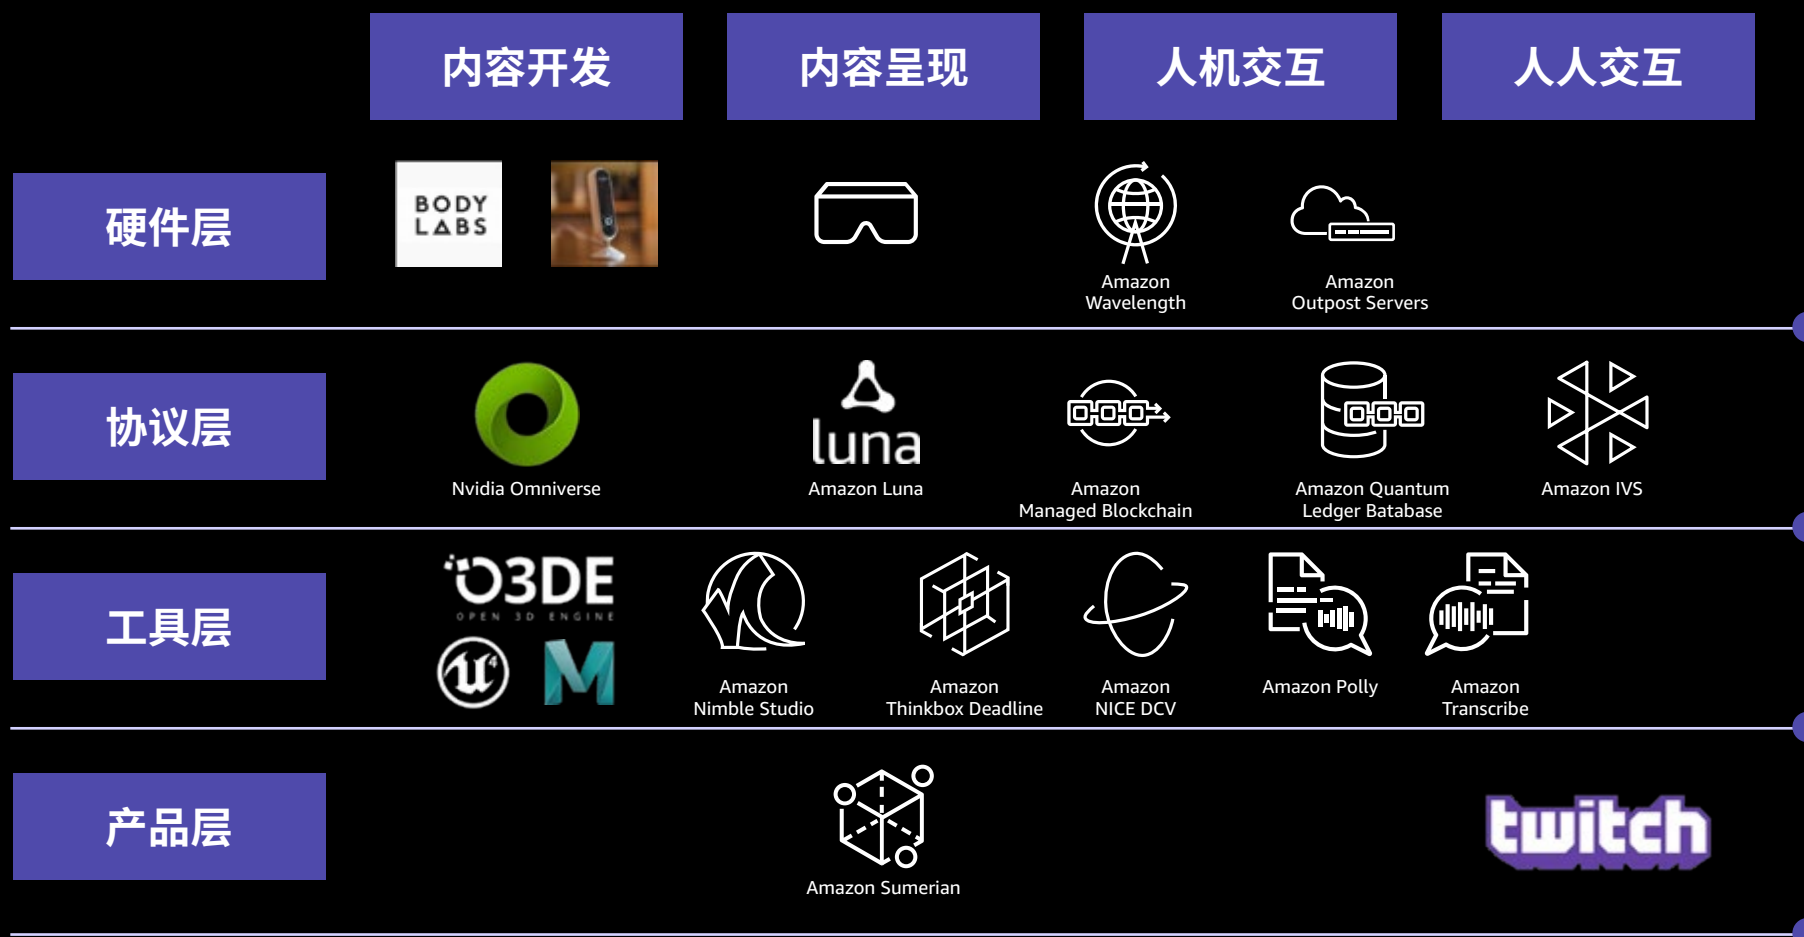 内容开发
内容呈现
人机交互
人人交互
硬件层
BODY
LABS
Amazon
Wavelength
Amazon
Outpost Servers
协议层
luna
Nvidia Omniverse
Amazon Luna
Amazon
Managed Blockchain
Amazon Quantum
Ledger Batabase
Amazon IVS
工具层
O3DE
OPEN 3D ENGINE
4
M
Amazon
Nimble Studio
Amazon
Thinkbox Deadline
Amazon
NICE DCV
Amazon Polly
Amazon
Transcribe
产品层
Amazon Sumerian
twitch